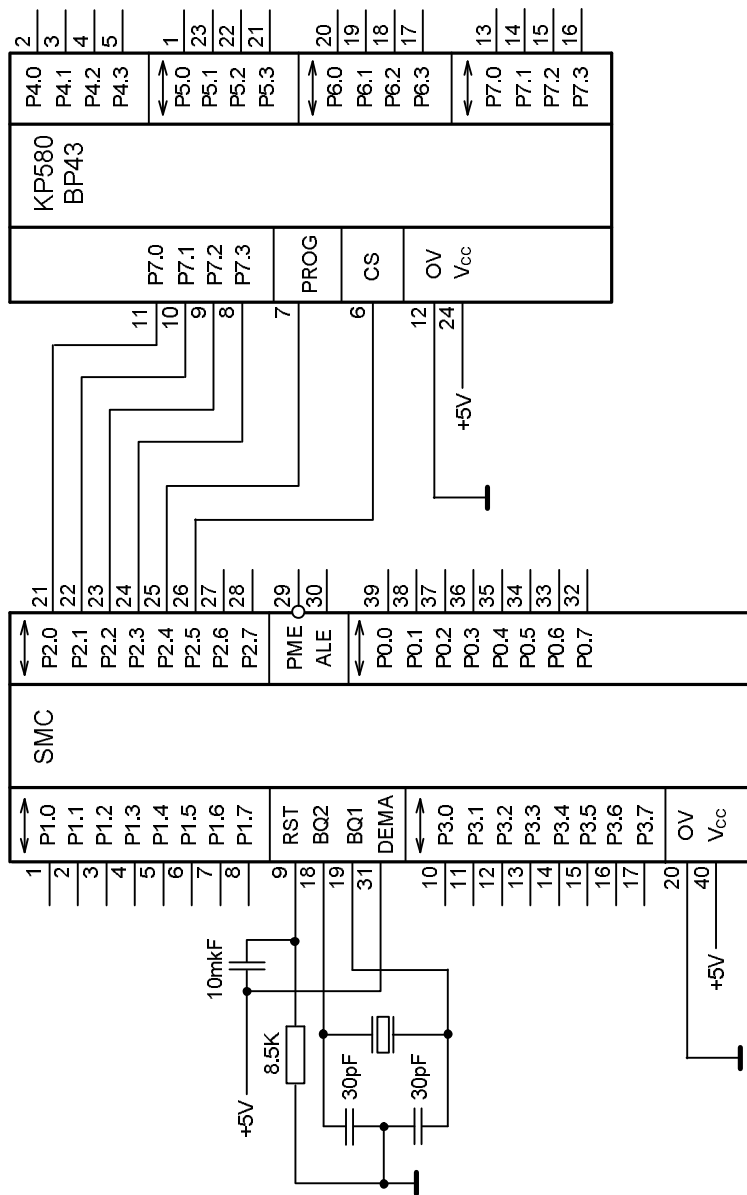 +5V
10mkF
8.5K
30pF
30pF
SMC
1
P1.0
2
P1.1
3
P1.2
4
P1.3
5
P1.4
6
P1.5
7
P1.6
8
P1.7
9
RST
18
BQ2
19
BQ1
31
DEMA
10
P3.0
11
P3.1
12
P3.2
13
P3.3
14
P3.4
15
P3.5
16
P3.6
17
P3.7
20
OV
40
Vcc
+5V
P2.0
21
P2.1
22
P2.2
23
P2.3
24
P2.4
25
P2.5
26
P2.6
27
P2.7
28
PME
29
ALE
30
P0.0
39
P0.1
38
P0.2
37
P0.3
36
P0.4
35
P0.5
34
P0.6
33
P0.7
32
KP580
BP43
11
P7.0
10
P7.1
9
P7.2
8
P7.3
7
PROG
6
CS
12
OV
24
Vcc
+5V
P4.0
2
P4.1
3
P4.2
4
P4.3
5
P5.0
1
P5.1
23
P5.2
22
P5.3
21
P6.0
20
P6.1
19
P6.2
18
P6.3
17
P7.0
13
P7.1
14
P7.2
15
P7.3
16